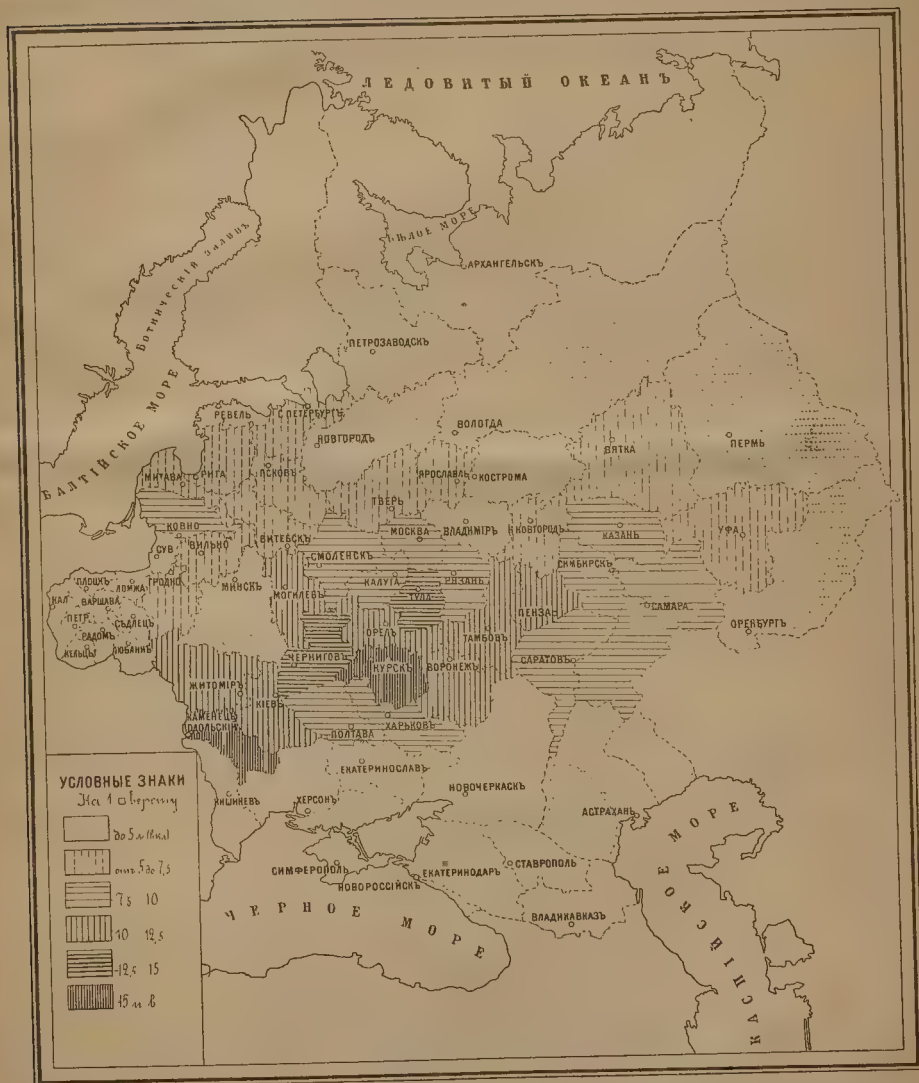 ЛЕДОВИТЫЙ ОКЕАНЪ
БѢЛОЕ МОРЕ
АРХАНГЕЛЬСКЪ
Ботническій Заливъ
ПЕТРОЗАВОДСКЪ
БАЛТІЙСКОЕ МОРЕ
РЕВЕЛЬ
С. ПЕТЕРБУРГЪ
НОВГОРОДЪ
ВОЛОГДА
ВЯТКА
ПЕРМЬ
МИТАВА
РИГА
ПСКОВЪ
ТВЕРЬ
ЯРОСЛАВЛЬ
КОСТРОМА
КОВНО
ВИТЕБСКЪ
МОСКВА
ВЛАДИМІРЪ
Н.НОВГОРОДЪ
КАЗАНЬ
УФА
СУВ
ВИЛЬНО
СМОЛЕНСКЪ
СИМБИРСКЪ
ПЛОЦКЪ
ЛОМЖА
ГРОДНО
МИНСКЪ
МОГИЛЕВЪ
КАЛУГА
РЯЗАНЬ
ТУЛА
ПЕНЗА
САМАРА
ОРЕНБУРГЪ
КАЛ
ВАРШАВА
ПЕТР
СѢДЛЕЦЪ
РАДОМЪ
КЕЛЬЦЫ
ЛЮБЛИНЪ
ОРЕЛЪ
ТАМБОВЪ
ЧЕРНИГОВЪ
КУРСКЪ
ВОРОНЕЖЪ
САРАТОВЪ
ЖИТОМІРЪ
КІЕВЪ
КАМЕНЕЦЪ
ПОДОЛЬСКІЙ
ПОЛТАВА
ХАРЬКОВЪ
ЕКАТЕРИНОСЛАВЪ
КИШИНЕВЪ
ХЕРСОНЪ
НОВОЧЕРКАСКЪ
АСТРАХАНЬ
СИМФЕРОПОЛЬ
ЕКАТЕРИНОДАРЪ
СТАВРОПОЛЬ
НОВОРОССІЙСКЪ
ВЛАДИКАВКАЗЪ
ЧЕРНОЕ МОРЕ
КАСПІЙСКОЕ МОРЕ
УСЛОВНЫЕ ЗНАКИ
На 1 □ версту
до 5 (вкл)
отъ 5 до 7,5
7,5 10
10 12,5
12,5 15
15 и в